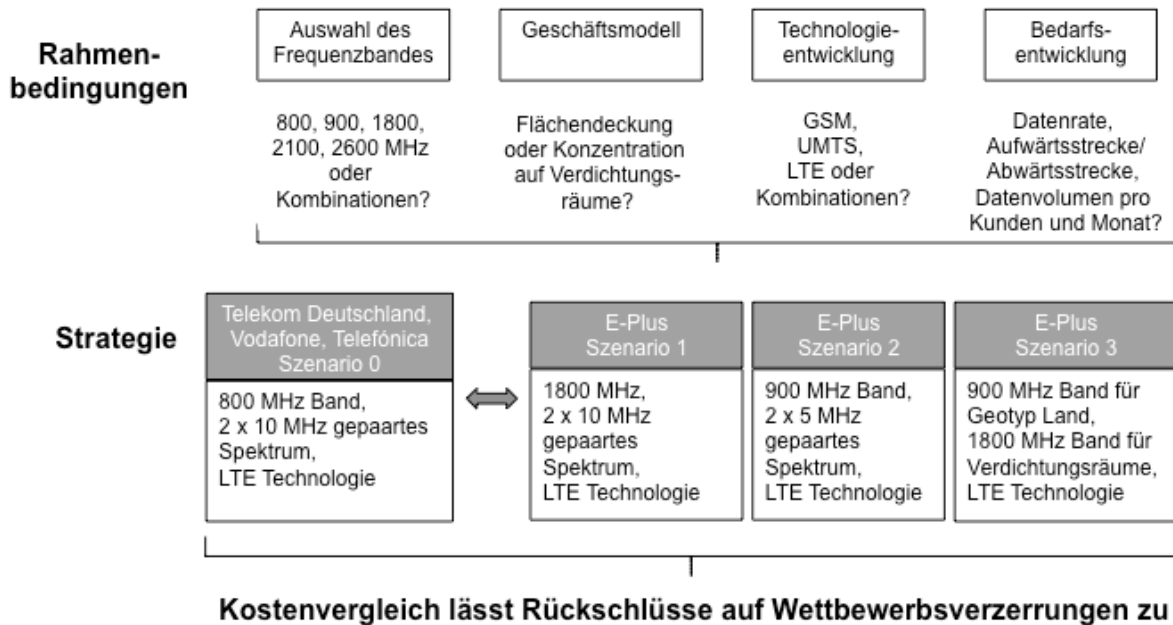 Rahmen-
bedingungen
Auswahl des
Frequenzbandes
800, 900, 1800,
2100, 2600 MHz
oder
Kombinationen?
Geschäftsmodell
Flächendeckung
oder Konzentration
auf Verdichtungs-
räume?
Technologie-
entwicklung
GSM,
UMTS,
LTE oder
Kombinationen?
Bedarfs-
entwicklung
Datenrate,
Aufwärtsstrecke/
Abwärtsstrecke,
Datenvolumen pro
Kunden und Monat?
Strategie
Telekom Deutschland,
Vodafone, Telefónica
Szenario 0
800 MHz Band,
2 x 10 MHz gepaartes
Spektrum,
LTE Technologie
E-Plus
Szenario 1
1800 MHz,
2 x 10 MHz
gepaartes
Spektrum,
LTE Technologie
E-Plus
Szenario 2
900 MHz Band,
2 x 5 MHz
gepaartes
Spektrum,
LTE Technologie
E-Plus
Szenario 3
900 MHz Band für
Geotyp Land,
1800 MHz Band für
Verdichtungsräume,
LTE Technologie
Kostenvergleich lässt Rückschlüsse auf Wettbewerbsverzerrungen zu